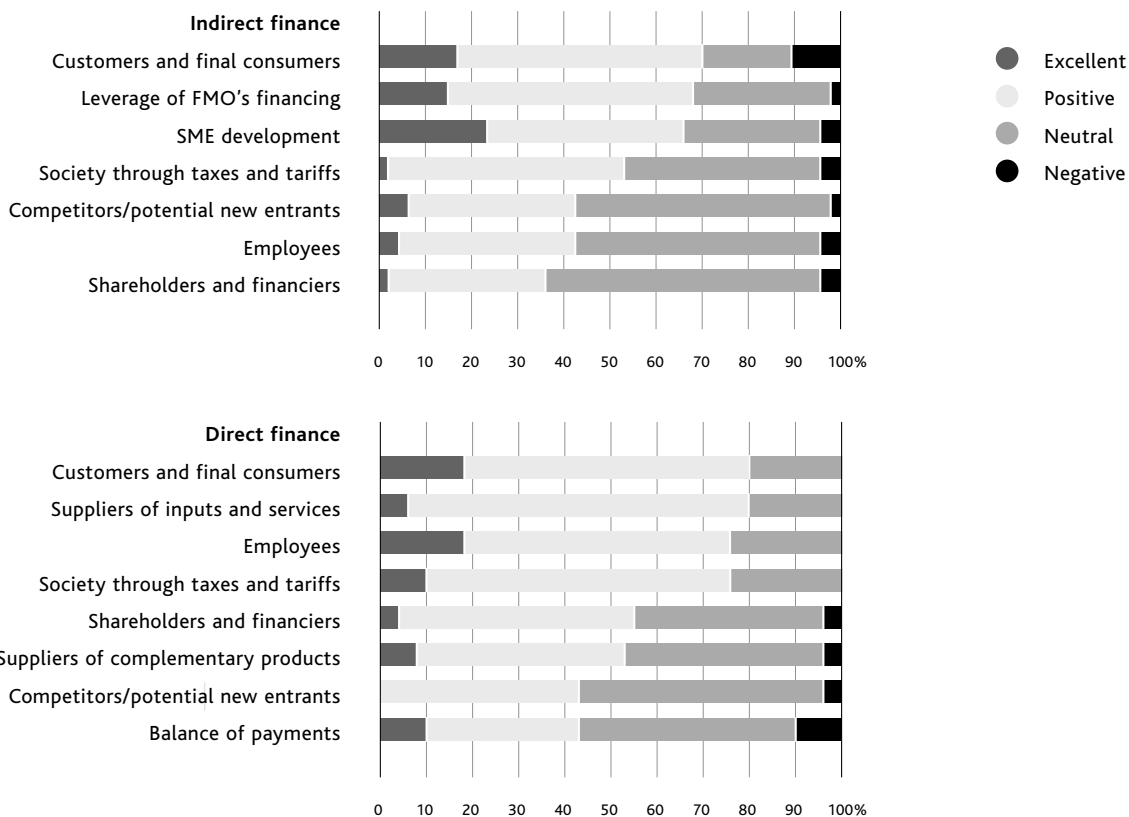 Indirect finance
Customers and final consumers
Leverage of FMO's financing
SME development
Society through taxes and tariffs
Competitors/potential new entrants
Employees
Shareholders and financiers
0 10 20 30 40 50 60 70 80 90 100%
Excellent
Positive
Neutral
Negative
Direct finance
Customers and final consumers
Suppliers of inputs and services
Employees
Society through taxes and tariffs
Shareholders and financiers
Suppliers of complementary products
Competitors/potential new entrants
Balance of payments
0 10 20 30 40 50 60 70 80 90 100%